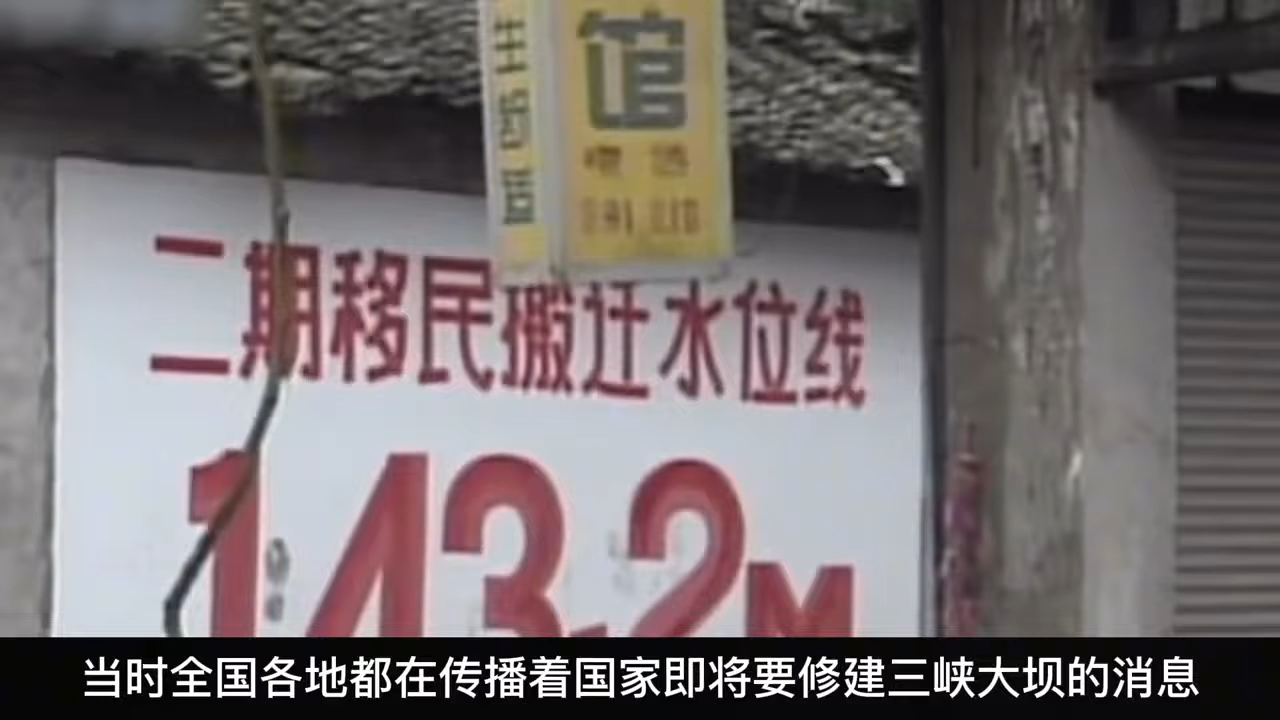 馆
二期移民搬迁水位线
143.2M
当时全国各地都在传播着国家即将要修建三峡大坝的消息